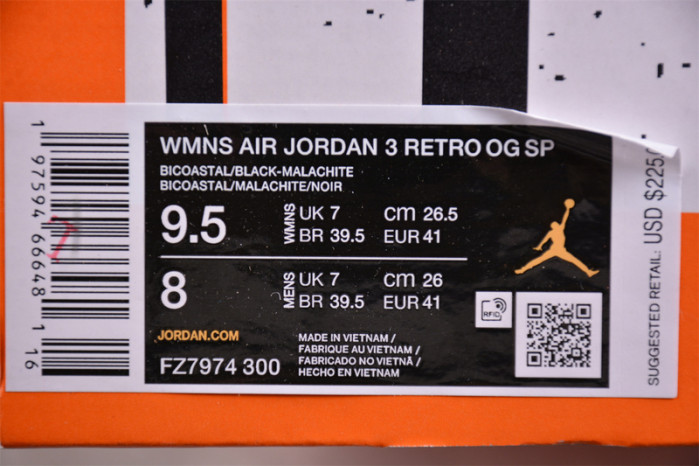 WMNS AIR JORDAN 3 RETRO OG SP
BICOASTAL/BLACK-MALACHITE
BICOASTAL/MALACHITE/NOIR
9.5 WMNS UK 7 cm 26.5
BR 39.5 EUR 41
8 MENS UK 7 cm 26
BR 39.5 EUR 41
JORDAN.COM
FZ7974 300
MADE IN VIETNAM /
FABRIQUE AU VIETNAM /
FABRICADO NO VIETNÃ /
HECHO EN VIETNAM
RFID
1 97594 66648 1 16
SUGGESTED RETAIL: USD $225.0